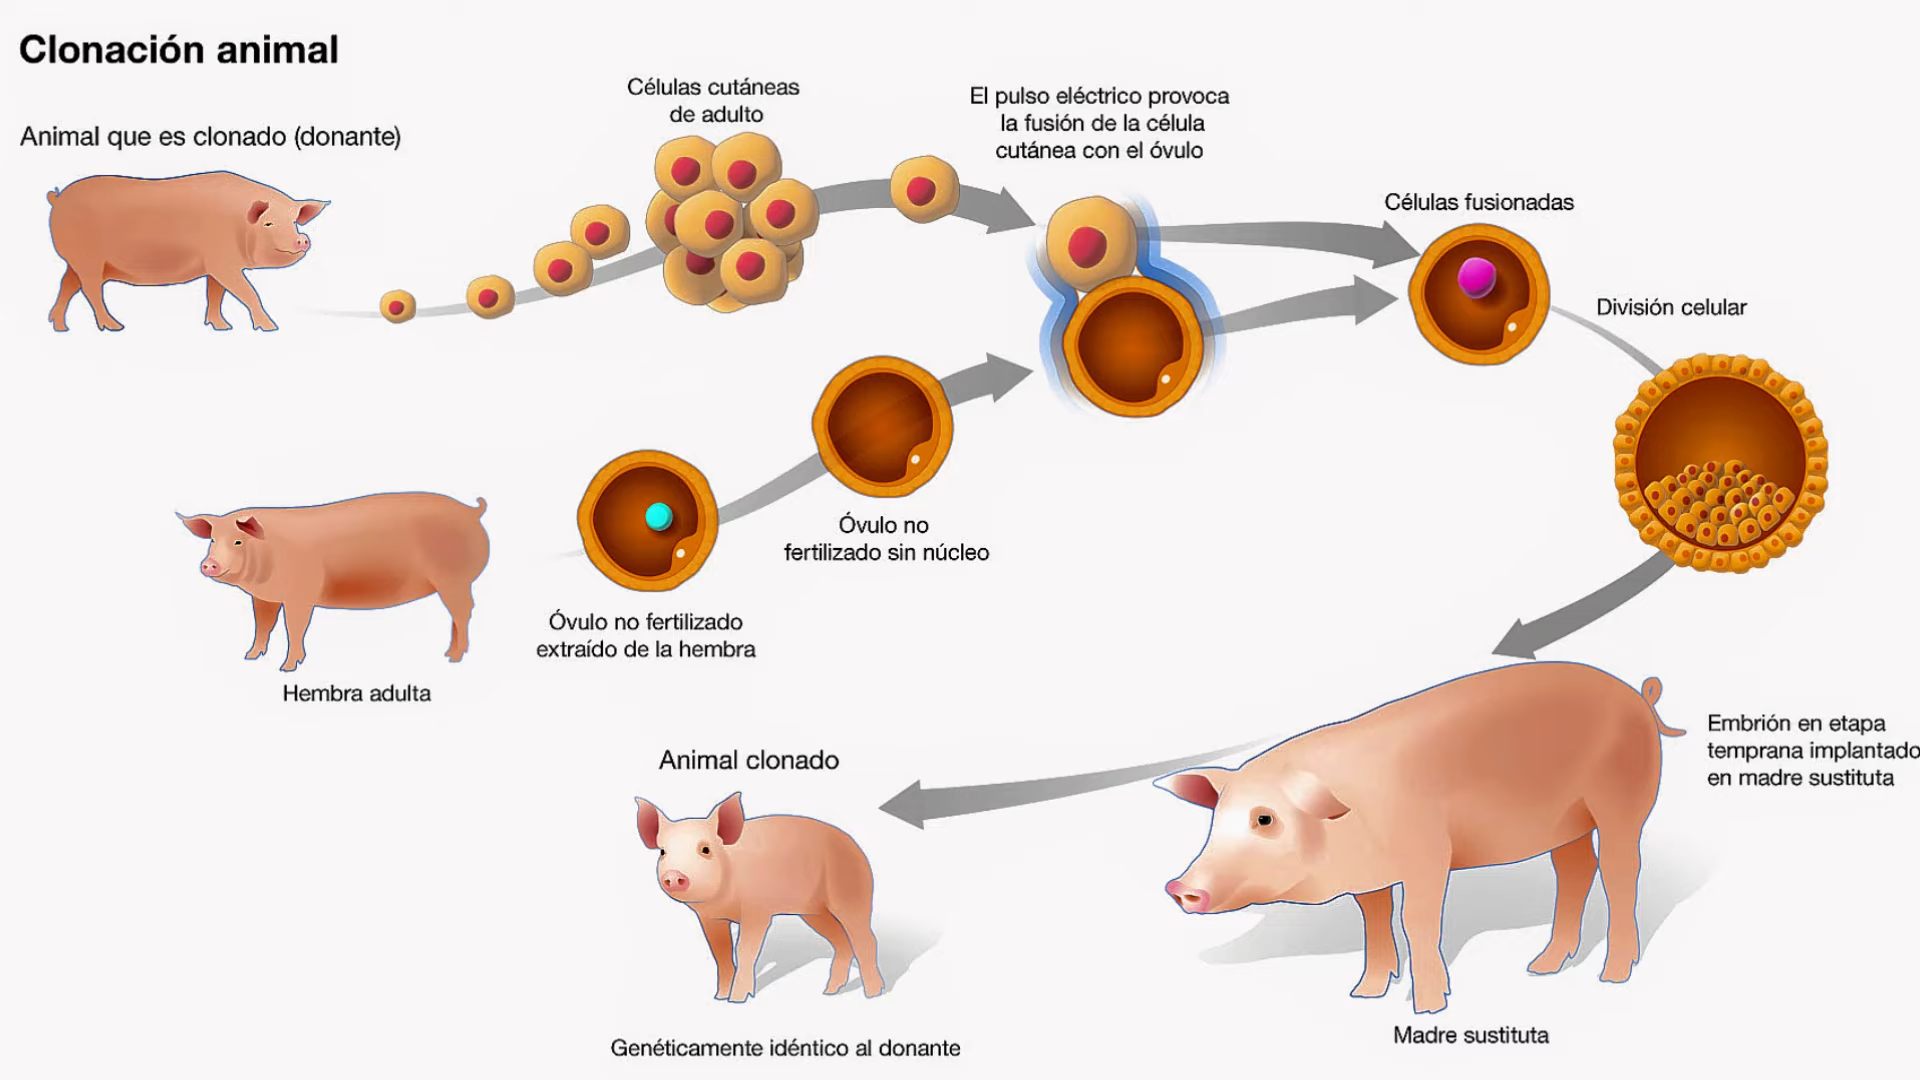 Clonación animal
Animal que es clonado (donante)
Células cutáneas
de adulto
El pulso eléctrico provoca
la fusión de la célula
cutánea con el óvulo
Células fusionadas
División celular
Óvulo no
fertilizado sin núcleo
Óvulo no fertilizado
extraído de la hembra
Hembra adulta
Embrión en etapa
temprana implantado
en madre sustituta
Animal clonado
Madre sustituta
Genéticamente idéntico al donante